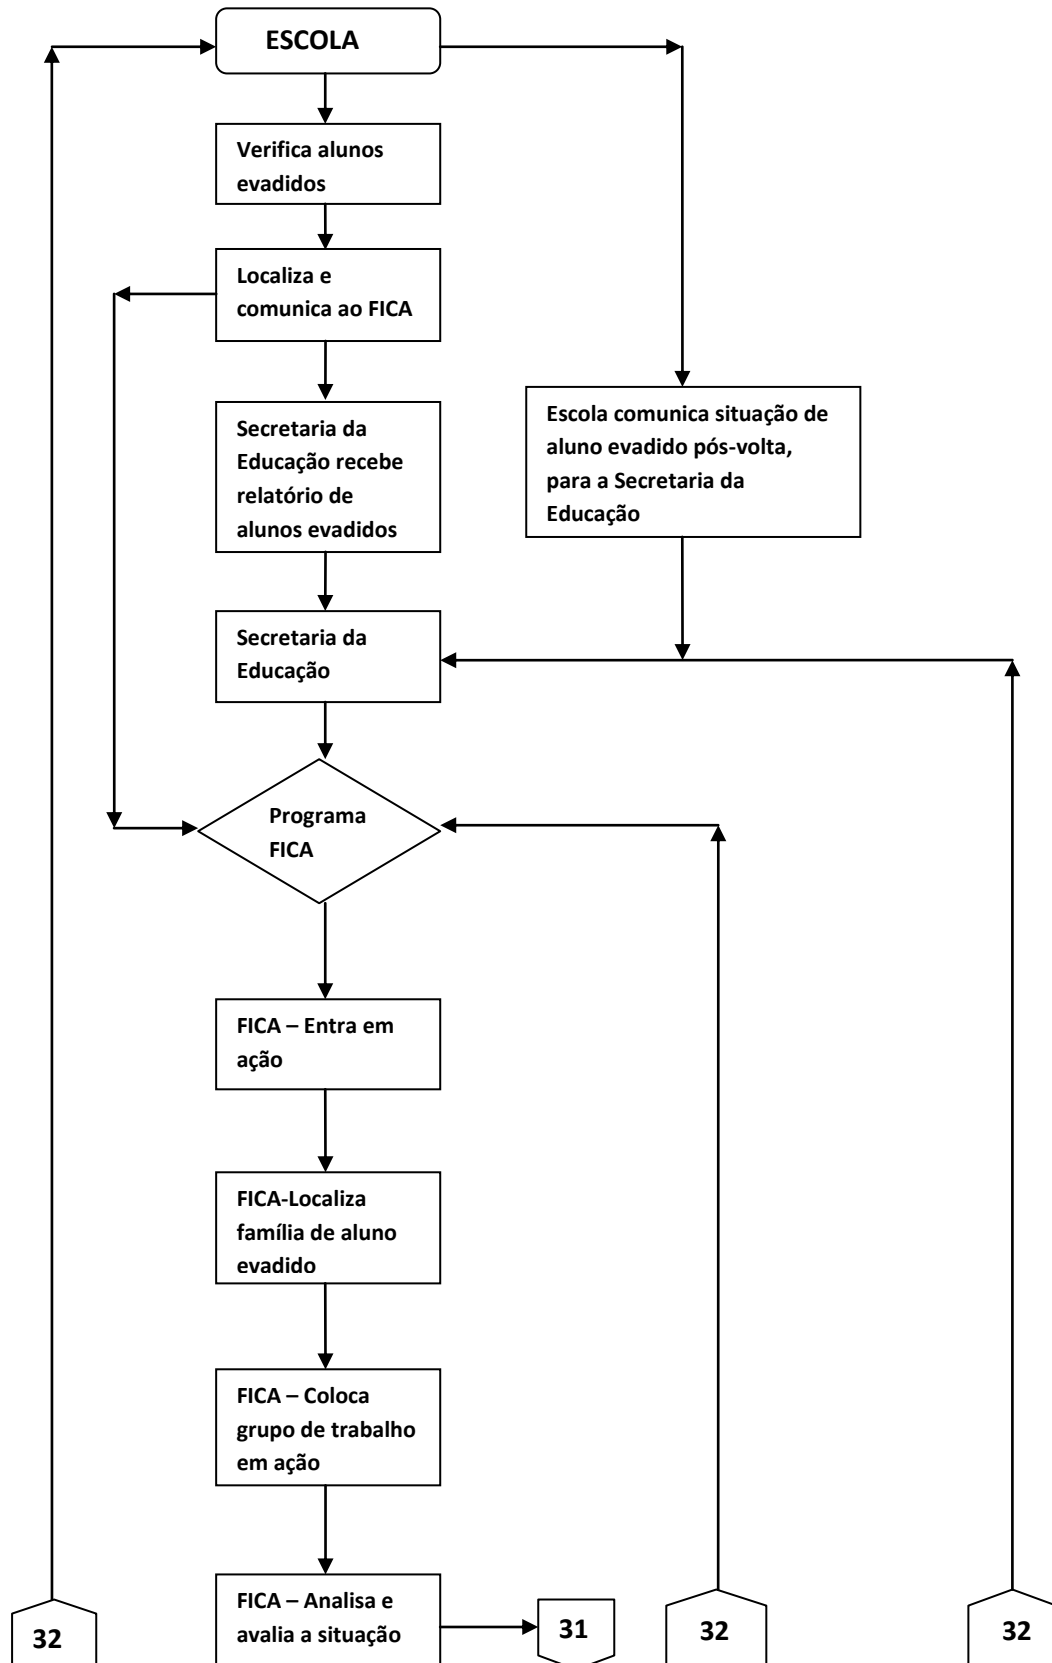 ESCOLA
Verifica alunos
evadidos
Localiza e
comunica ao FICA
Secretaria da
Educação recebe
relatório de
alunos evadidos
Escola comunica situação de
aluno evadido pós-volta,
para a Secretaria da
Educação
Secretaria da
Educação
Programa
FICA
FICA – Entra em
ação
FICA-Localiza
família de aluno
evadido
FICA – Coloca
grupo de trabalho
em ação
FICA – Analisa e
avalia a situação
32
31
32
32